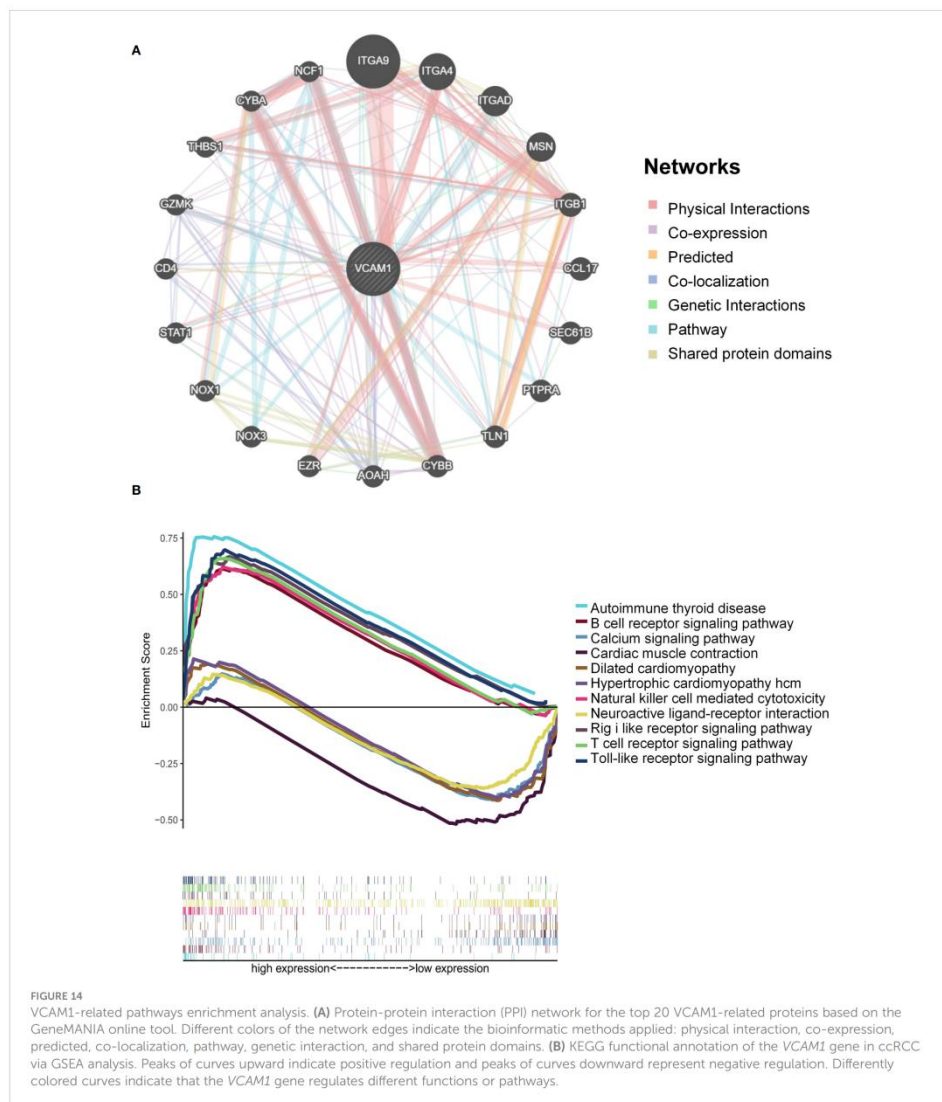 A
ITGA9
NCF1
ITGA4
CYBA
ITGAD
THBS1
MSN
GZMK
ITGB1
CD4
VCAM1
CCL17
STAT1
SEC61B
NOX1
PTPRA
NOX3
TLN1
EZR
AOAH
CYBB
Networks
Physical Interactions
Co-expression
Predicted
Co-localization
Genetic Interactions
Pathway
Shared protein domains
B
0.75
0.50
0.25
0.00
−0.25
−0.50
Enrichment Score
Autoimmune thyroid disease
B cell receptor signaling pathway
Calcium signaling pathway
Cardiac muscle contraction
Dilated cardiomyopathy
Hypertrophic cardiomyopathy hcm
Natural killer cell mediated cytotoxicity
Neuroactive ligand-receptor interaction
Rig i like receptor signaling pathway
T cell receptor signaling pathway
Toll-like receptor signaling pathway
high expression<----------->low expression
FIGURE 14
VCAM1-related pathways enrichment analysis. (A) Protein-protein interaction (PPI) network for the top 20 VCAM1-related proteins based on the
GeneMANIA online tool. Different colors of the network edges indicate the bioinformatic methods applied: physical interaction, co-expression,
predicted, co-localization, pathway, genetic interaction, and shared protein domains. (B) KEGG functional annotation of the VCAM1 gene in ccRCC
via GSEA analysis. Peaks of curves upward indicate positive regulation and peaks of curves downward represent negative regulation. Differently
colored curves indicate that the VCAM1 gene regulates different functions or pathways.